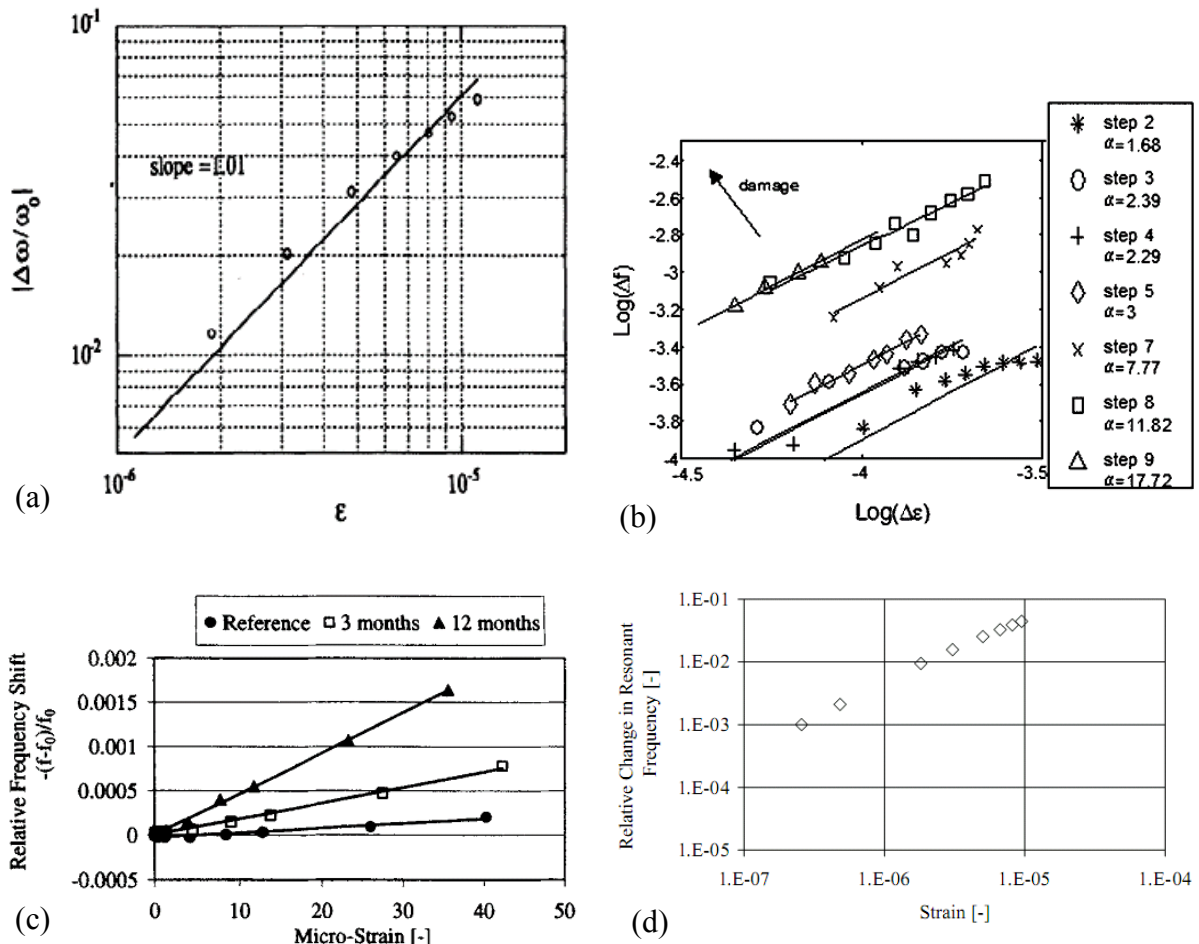 10^-1
|Δω/ω₀|
slope =1.01
10^-2
10^-6
10^-5
ε
(a)
-2.4
-2.6
-2.8
-3
-3.2
-3.4
-3.6
-3.8
-4
Log(Δf)
damage
-4.5
-4
-3.5
Log(Δε)
step 2
α=1.68
step 3
α=2.39
step 4
α=2.29
step 5
α=3
step 7
α=7.77
step 8
α=11.82
step 9
α=17.72
(b)
Reference 3 months 12 months
0.002
0.0015
0.001
0.0005
0
-0.0005
Relative Frequency Shift
-(f-f₀)/f₀
0 10 20 30 40 50
Micro-Strain [-]
(c)
1.E-01
1.E-02
1.E-03
1.E-04
1.E-05
Relative Change in Resonant
Frequency [-]
1.E-07 1.E-06 1.E-05 1.E-04
Strain [-]
(d)